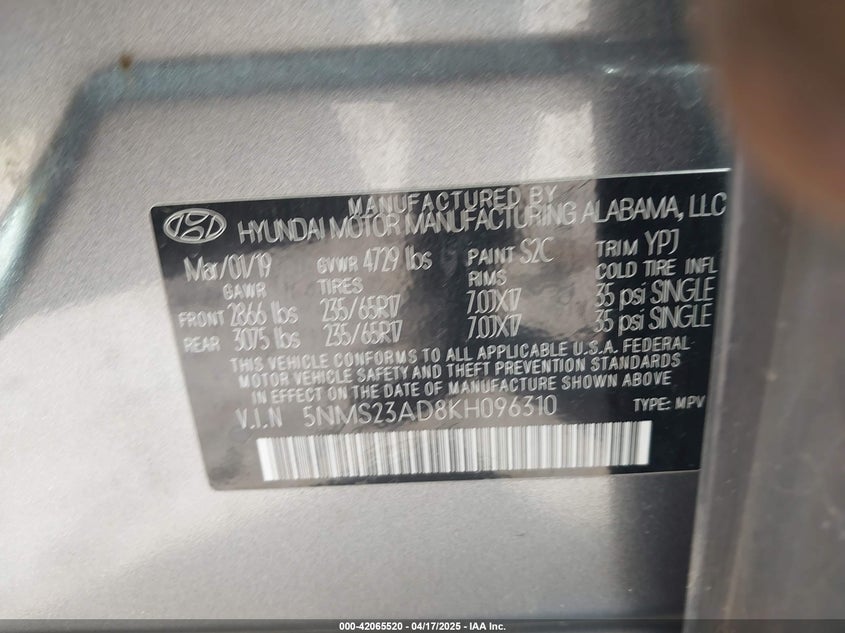 MANUFACTURED BY
HYUNDAI MOTOR MANUFACTURING ALABAMA, LLC
Mar/01/19 GVWR 4729 lbs PAINT S2C TRIM YPJ
GAWR TIRES RIMS COLD TIRE INFL
FRONT 2866 lbs 235/65R17 7.0JX17 35 psi SINGLE
REAR 3075 lbs 235/65R17 7.0JX17 35 psi SINGLE
THIS VEHICLE CONFORMS TO ALL APPLICABLE U.S.A. FEDERAL
MOTOR VEHICLE SAFETY AND THEFT PREVENTION STANDARDS
IN EFFECT ON THE DATE OF MANUFACTURE SHOWN ABOVE
V.I.N 5NMS23AD8KH096310 TYPE: MPV
000-42065520 | 04/17/2025 - IAA Inc.